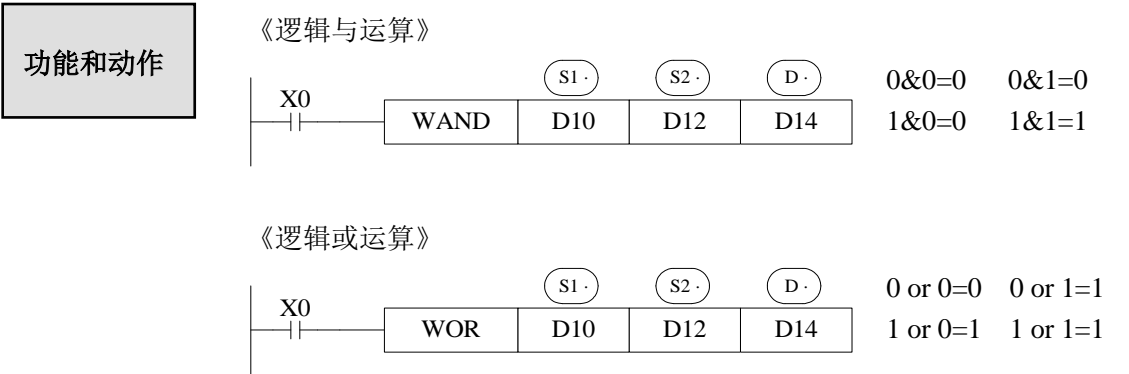 功能和动作
《逻辑与运算》
S1 · S2 · D · 0&0=0 0&1=0
X0
WAND D10 D12 D14 1&0=0 1&1=1
《逻辑或运算》
S1 · S2 · D · 0 or 0=0 0 or 1=1
X0
WOR D10 D12 D14 1 or 0=1 1 or 1=1